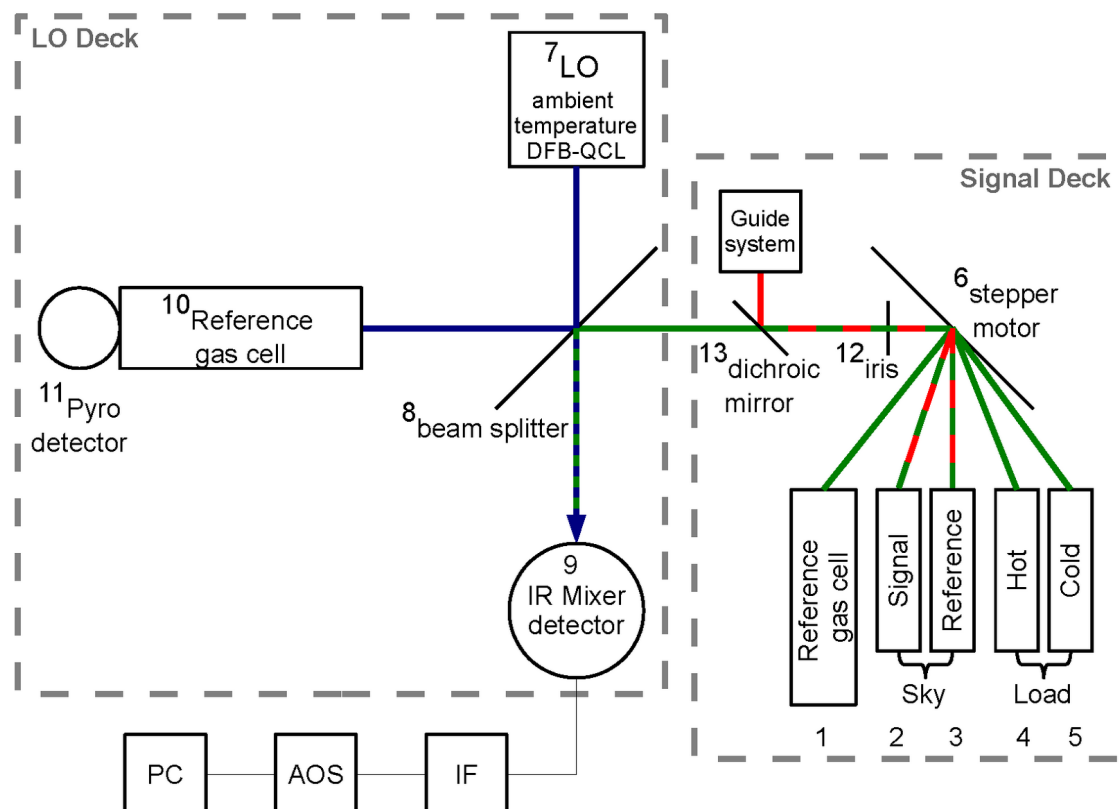 LO Deck
7LO
ambient
temperature
DFB-QCL
Signal Deck
Guide
system
6stepper
motor
10Reference
gas cell
13dichroic
mirror
12iris
11Pyro
detector
8beam splitter
9
IR Mixer
detector
Reference
gas cell
Signal
Reference
Hot
Cold
Sky
Load
1
2
3
4
5
PC
AOS
IF